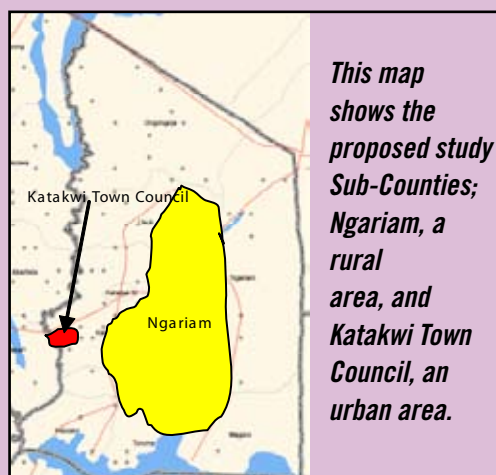 Katakwi Town Council
Ngariam
Ngariam
This map
shows the
proposed study
Sub-Counties;
Ngariam, a
rural
area, and
Katakwi Town
Council, an
urban area.